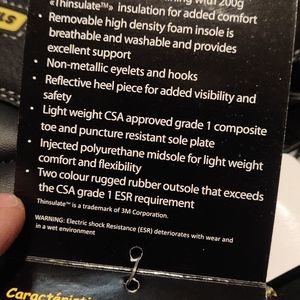 with 200g
«Thinsulate™» insulation for added comfort
• Removable high density foam insole is
breathable and washable and provides
excellent support
• Non-metallic eyelets and hooks
• Reflective heel piece for added visibility and
safety
• Light weight CSA approved grade 1 composite
toe and puncture resistant sole plate
• Injected polyurethane midsole for light weight
comfort and flexibility
• Two colour rugged rubber outsole that exceeds
the CSA grade 1 ESR requirement
Thinsulate™ is a trademark of 3M Corporation.
WARNING: Electric shock Resistance (ESR) deteriorates with wear and
in a wet environment